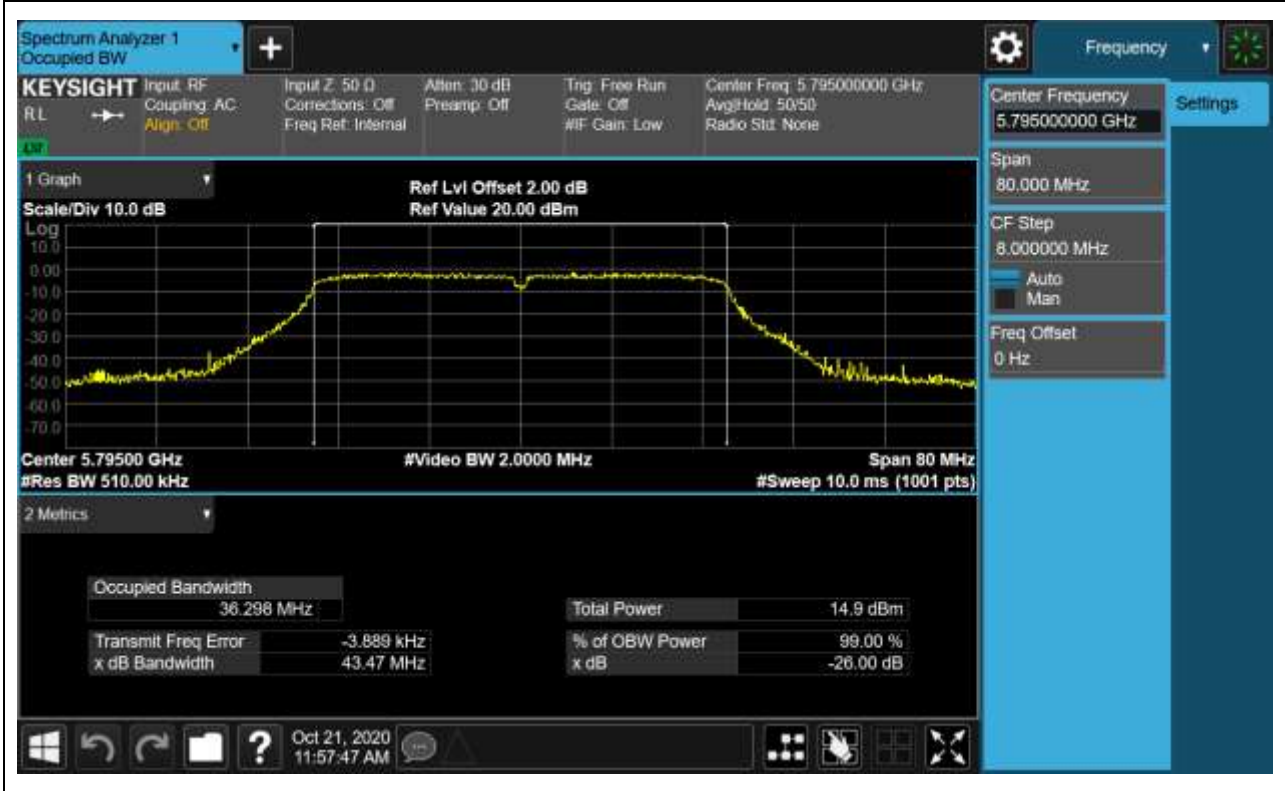 Spectrum Analyzer 1
Occupied BW
Frequency
KEYSIGHT
RL
Input: RF
Coupling: AC
Align: Off
Input Z: 50 Ω
Corrections: Off
Freq Ref: Internal
Atten: 30 dB
Preamp: Off
Trig: Free Run
Gate: Off
#IF Gain: Low
Center Freq: 5.795000000 GHz
Avg|Hold: 50/50
Radio Std: None
Center Frequency
5.795000000 GHz
Settings
Span
80.000 MHz
CF Step
8.000000 MHz
Auto
Man
Freq Offset
0 Hz
1 Graph
Scale/Div 10.0 dB
Ref Lvl Offset 2.00 dB
Ref Value 20.00 dBm
Log
10.0
0.00
-10.0
-20.0
-30.0
-40.0
-50.0
-60.0
-70.0
Center 5.79500 GHz
#Video BW 2.0000 MHz
Span 80 MHz
#Res BW 510.00 kHz
#Sweep 10.0 ms (1001 pts)
2 Metrics
Occupied Bandwidth
36.298 MHz
Total Power 14.9 dBm
Transmit Freq Error -3.889 kHz
% of OBW Power 99.00 %
x dB Bandwidth 43.47 MHz
x dB -26.00 dB
Oct 21, 2020
11:57:47 AM